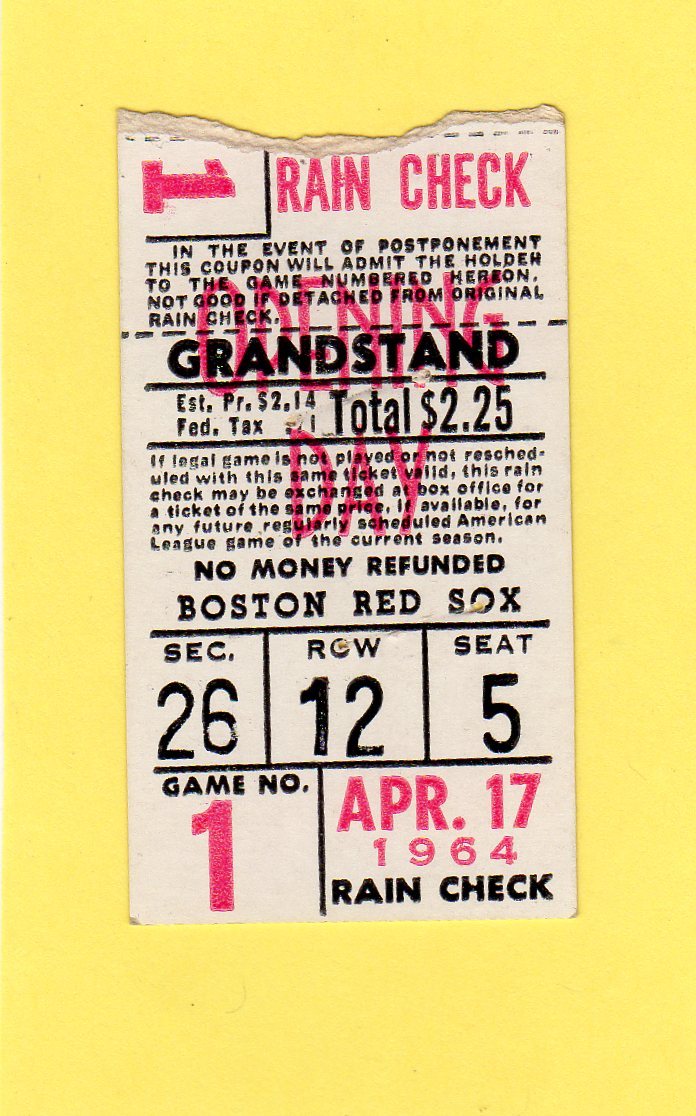 1 RAIN CHECK
IN THE EVENT OF POSTPONEMENT
THIS COUPON WILL ADMIT THE HOLDER
TO THE GAME NUMBERED HEREON.
NOT GOOD IF DETACHED FROM ORIGINAL
RAIN CHECK.
OPENING
GRANDSTAND
Est. Pr. $2.14 Total $2.25
Fed. Tax
DAY
If legal game is not played or not resched-
uled with this same ticket valid, this rain
check may be exchanged at box office for
a ticket of the same price, if available, for
any future regularly scheduled American
League game of the current season.
NO MONEY REFUNDED
BOSTON RED SOX
SEC. ROW SEAT
26 12 5
GAME NO.
1
APR. 17
1964
RAIN CHECK